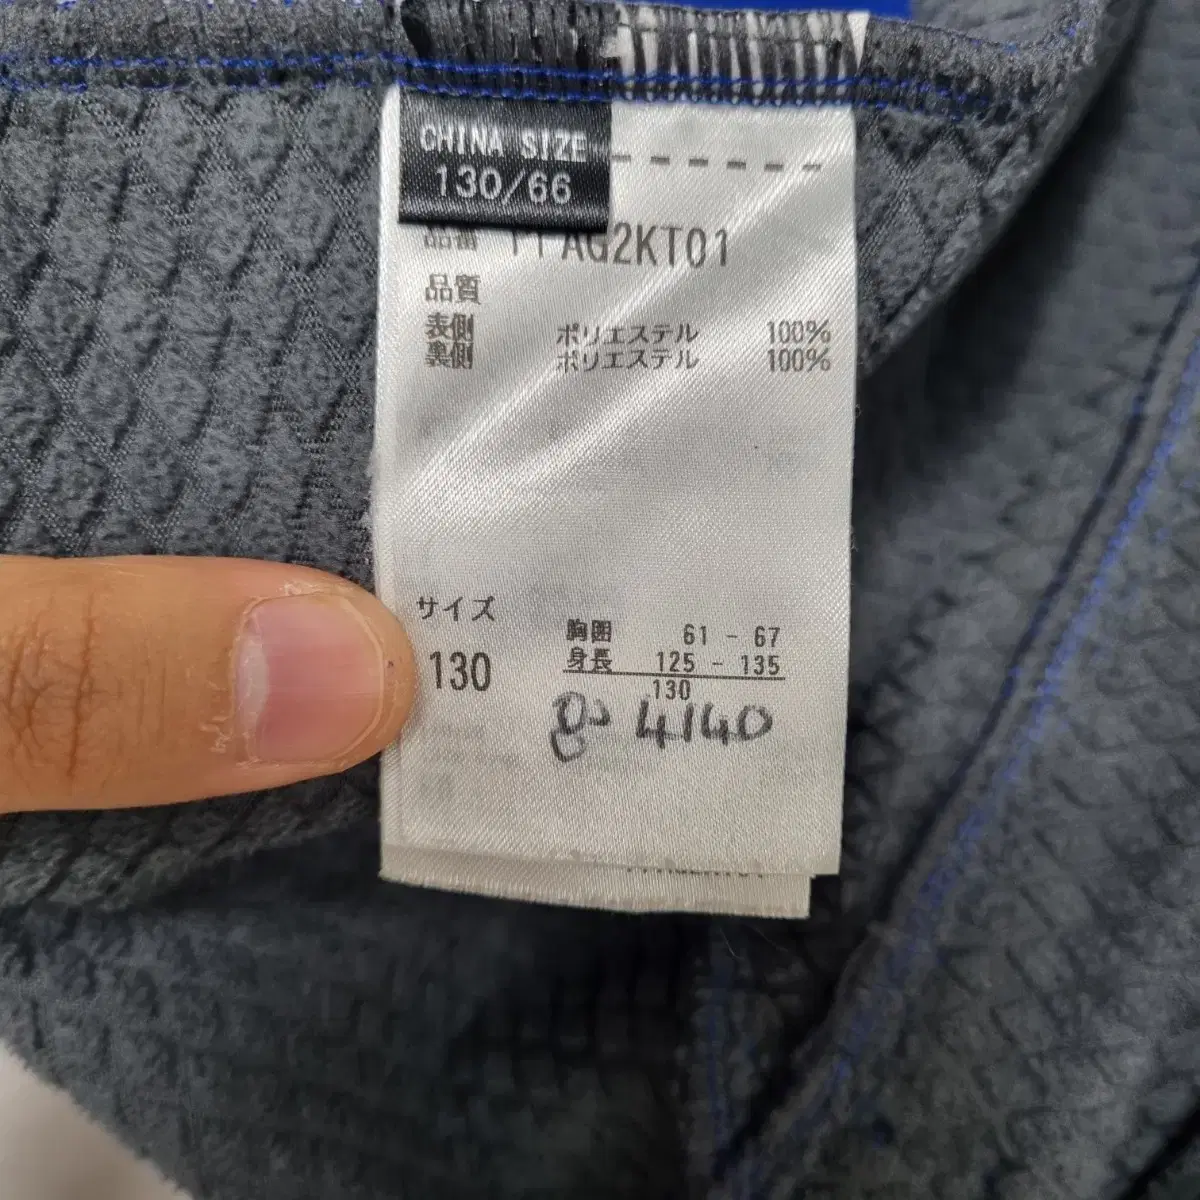 CHINA SIZE
130/66
品番 AG2KT01
品質
表側 ポリエステル 100%
裏側 ポリエステル 100%
サイズ
130
胸囲 61 - 67
身長 125 - 135
130
4140